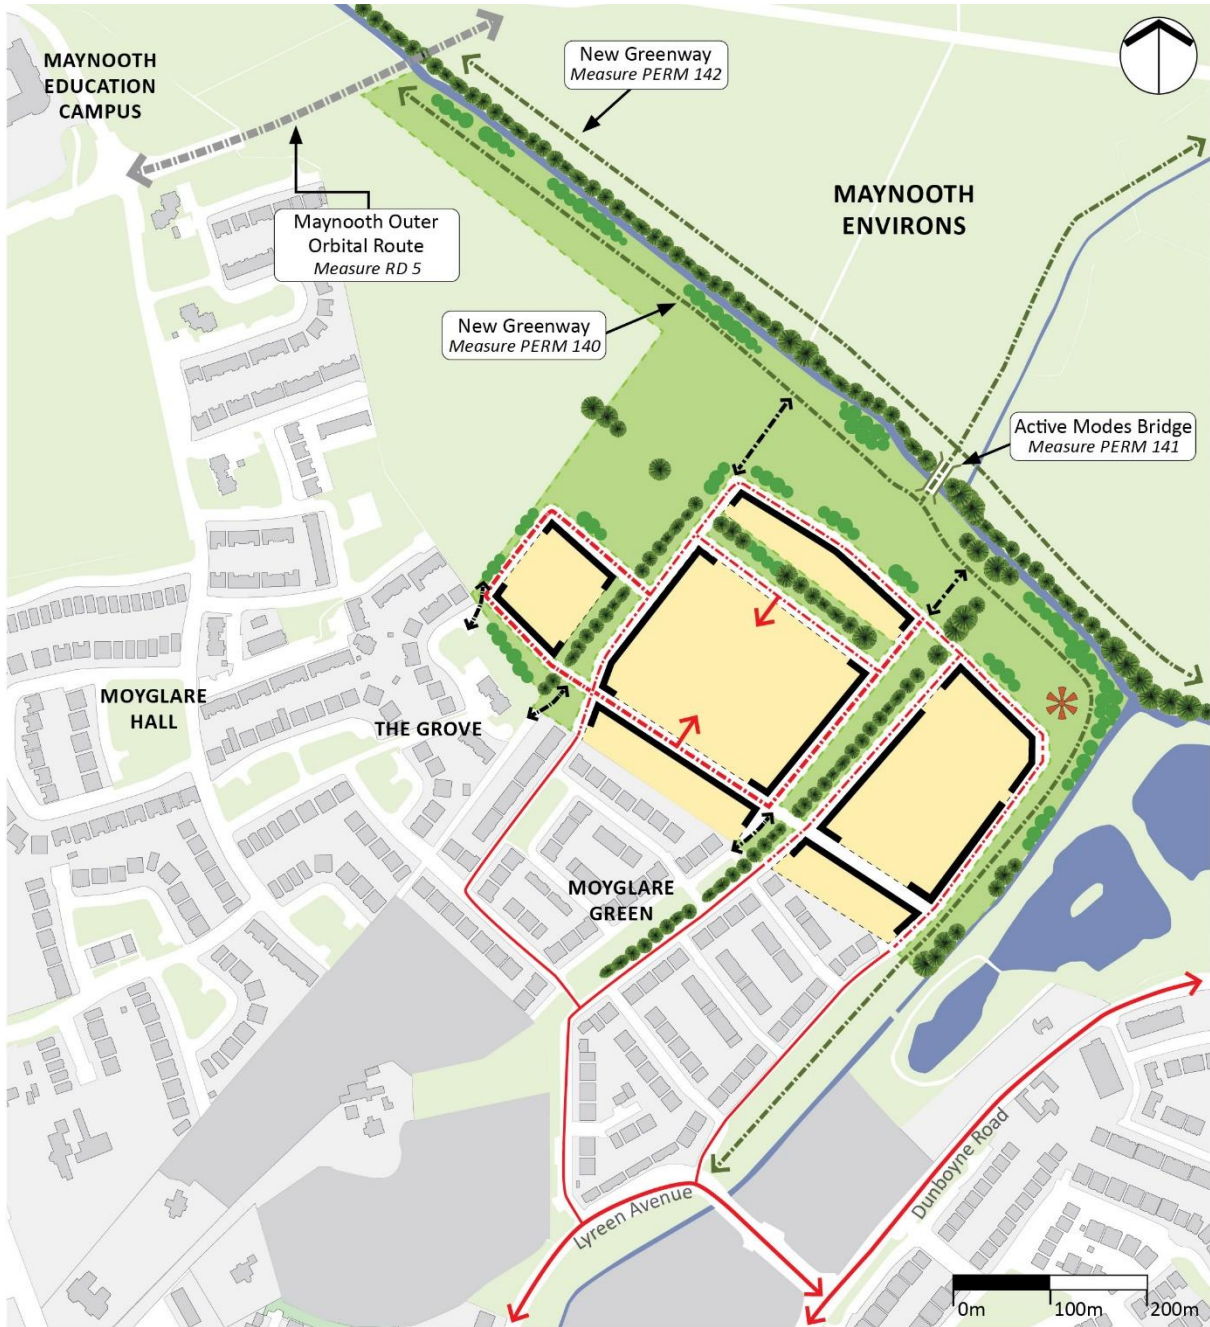 MAYNOOTH
EDUCATION
CAMPUS
New Greenway
Measure PERM 142
MAYNOOTH
ENVIRONS
Maynooth Outer
Orbital Route
Measure RD 5
New Greenway
Measure PERM 140
Active Modes Bridge
Measure PERM 141
MOYGLARE
HALL
THE GROVE
MOYGLARE
GREEN
Lyreen Avenue
Dunboyne Road
0m 100m 200m